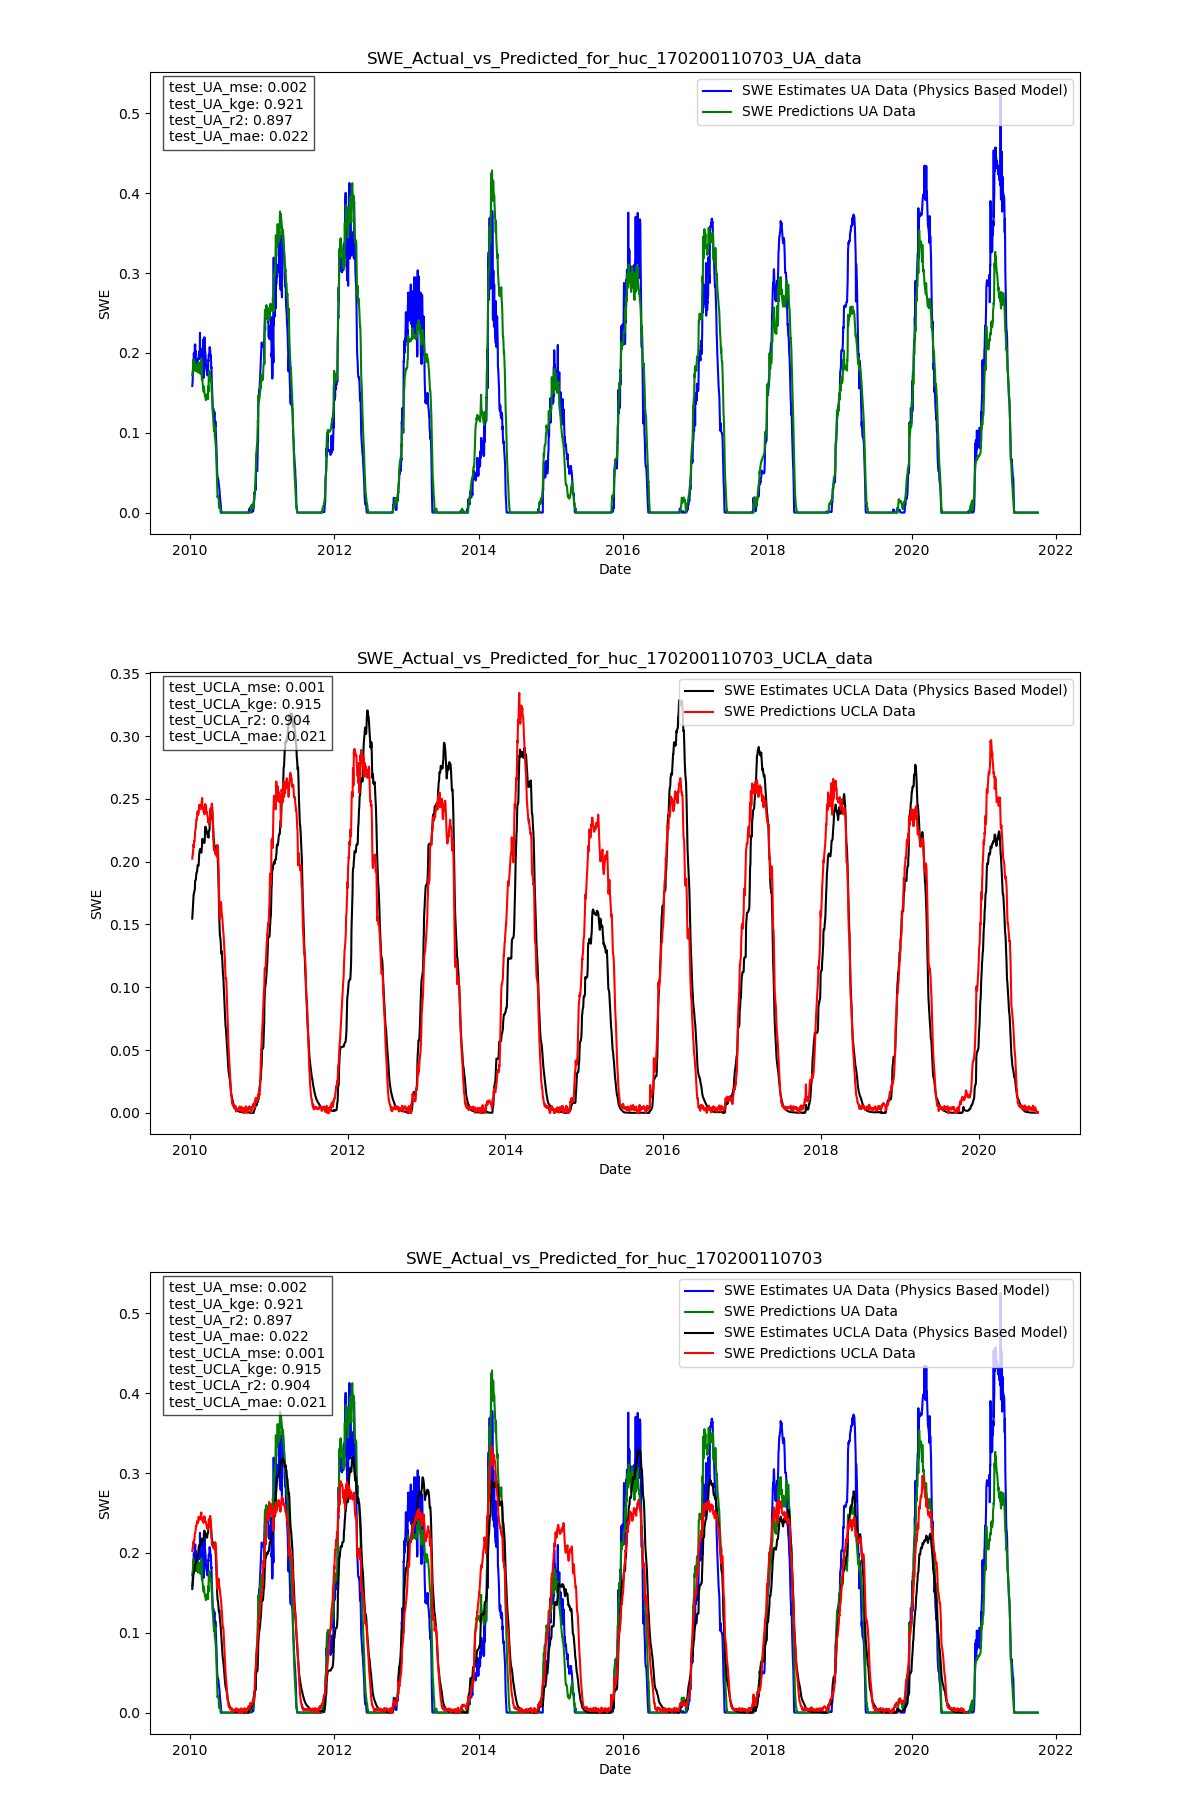 SWE_Actual_vs_Predicted_for_huc_170200110703_UA_data
test_UA_mse: 0.002
test_UA_kge: 0.921
test_UA_r2: 0.897
test_UA_mae: 0.022
SWE Estimates UA Data (Physics Based Model)
SWE Predictions UA Data
0.5
0.4
0.3
0.2
0.1
0.0
SWE
2010 2012 2014 2016 2018 2020 2022
Date
SWE_Actual_vs_Predicted_for_huc_170200110703_UCLA_data
test_UCLA_mse: 0.001
test_UCLA_kge: 0.915
test_UCLA_r2: 0.904
test_UCLA_mae: 0.021
SWE Estimates UCLA Data (Physics Based Model)
SWE Predictions UCLA Data
0.35
0.30
0.25
0.20
0.15
0.10
0.05
0.00
SWE
2010 2012 2014 2016 2018 2020
Date
SWE_Actual_vs_Predicted_for_huc_170200110703
test_UA_mse: 0.002
test_UA_kge: 0.921
test_UA_r2: 0.897
test_UA_mae: 0.022
test_UCLA_mse: 0.001
test_UCLA_kge: 0.915
test_UCLA_r2: 0.904
test_UCLA_mae: 0.021
SWE Estimates UA Data (Physics Based Model)
SWE Predictions UA Data
SWE Estimates UCLA Data (Physics Based Model)
SWE Predictions UCLA Data
0.5
0.4
0.3
0.2
0.1
0.0
SWE
2010 2012 2014 2016 2018 2020 2022
Date